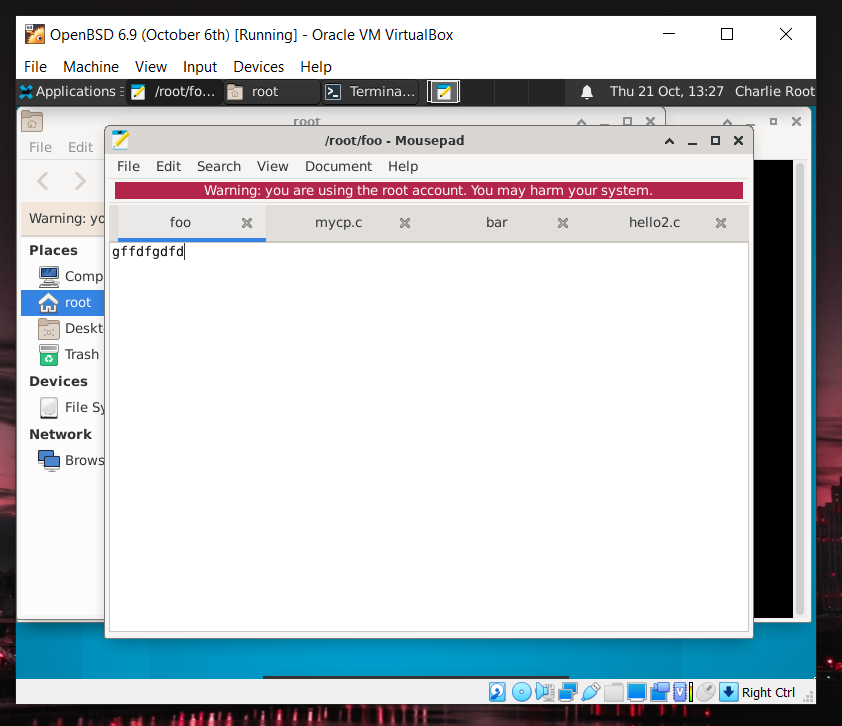 OpenBSD 6.9 (October 6th) [Running] - Oracle VM VirtualBox
File Machine View Input Devices Help
Applications /root/fo... root Termina... Thu 21 Oct, 13:27 Charlie Root
root
File Edit
/root/foo - Mousepad
File Edit Search View Document Help
Warning: you are using the root account. You may harm your system.
Warning: yo
foo mycp.c bar hello2.c
gffdfgdfd
Places
Comp
root
Deskt
Trash
Devices
File Sy
Network
Brows
Right Ctrl